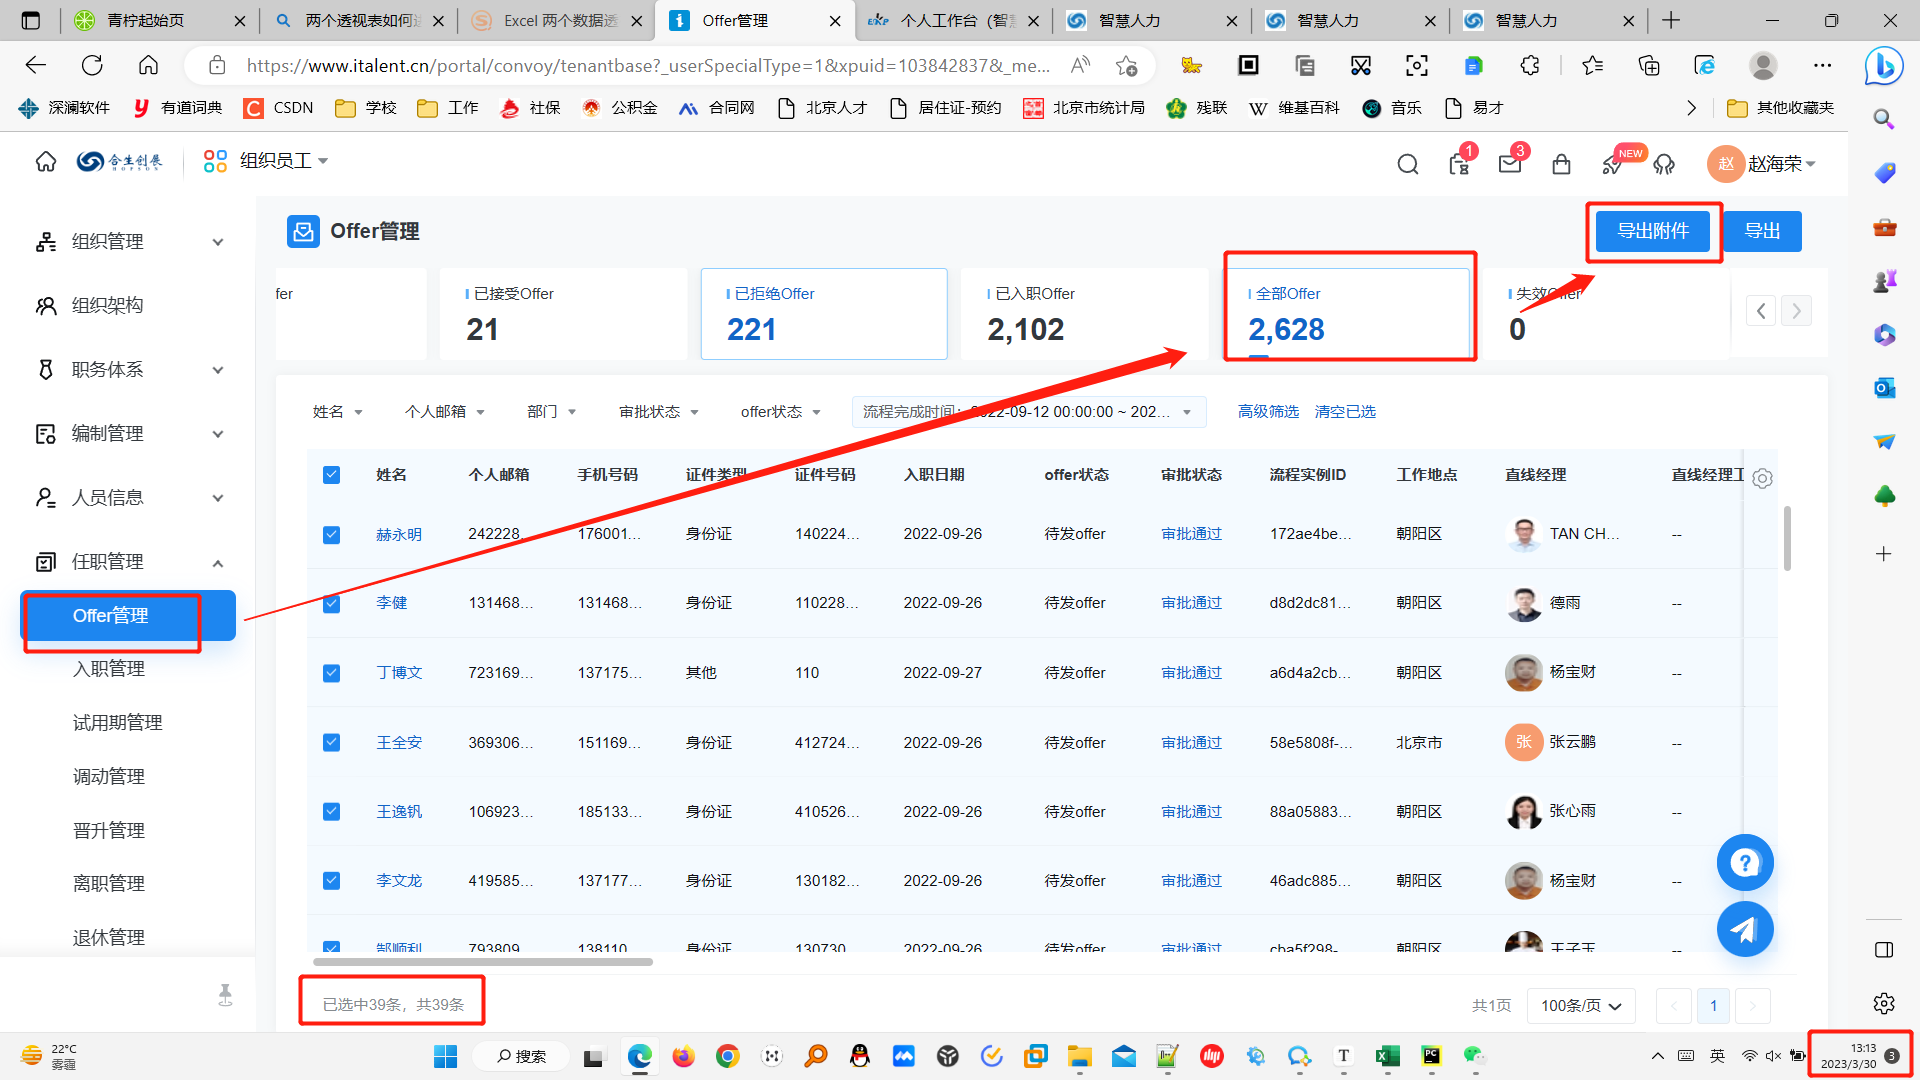 青柠起始页
两个透视表如何
Excel 两个数据透
Offer管理
个人工作台（智
智慧人力
智慧人力
智慧人力
https://www.italent.cn/portal/convoy/tenantbase?_userSpecialType=1&xpuid=103842837&_me...
深澜软件
有道词典
CSDN
学校
工作
社保
公积金
合同网
北京人才
居住证-预约
北京市统计局
残联
维基百科
音乐
易才
其他收藏夹
合生创展
HOPSON
组织员工
1
3
NEW
赵
赵海荣
组织管理
组织架构
职务体系
编制管理
人员信息
任职管理
Offer管理
入职管理
试用期管理
调动管理
晋升管理
离职管理
退休管理
Offer管理
导出附件
导出
fer
已接受Offer
21
已拒绝Offer
221
已入职Offer
2,102
全部Offer
2,628
失效Offer
0
姓名
个人邮箱
部门
审批状态
offer状态
流程完成时间：2022-09-12 00:00:00 ~ 202...
高级筛选
清空已选
姓名 个人邮箱 手机号码 证件类型 证件号码 入职日期 offer状态 审批状态 流程实例ID 工作地点 直线经理 直线经理工
赫永明 242228... 176001... 身份证 140224... 2022-09-26 待发offer 审批通过 172ae4be... 朝阳区 TAN CH... --
李健 131468... 131468... 身份证 110228... 2022-09-26 待发offer 审批通过 d8d2dc81... 朝阳区 德雨 --
丁博文 723169... 137175... 其他 110 2022-09-27 待发offer 审批通过 a6d4a2cb... 朝阳区 杨宝财 --
王全安 369306... 151169... 身份证 412724... 2022-09-26 待发offer 审批通过 58e5808f-... 北京市 张 张云鹏 --
王逸钒 106923... 185133... 身份证 410526... 2022-09-26 待发offer 审批通过 88a05883... 朝阳区 张心雨 --
李文龙 419585... 137177... 身份证 130182... 2022-09-26 待发offer 审批通过 46adc885... 朝阳区 杨宝财 --
郜顺利 793809... 138110... 身份证 130730... 2022-09-26 待发offer 审批通过 cba5f298-... 朝阳区 王子玉 --
已选中39条，共39条
共1页
100条/页
1
22°C
雾霾
搜索
英
13:13
2023/3/30
3